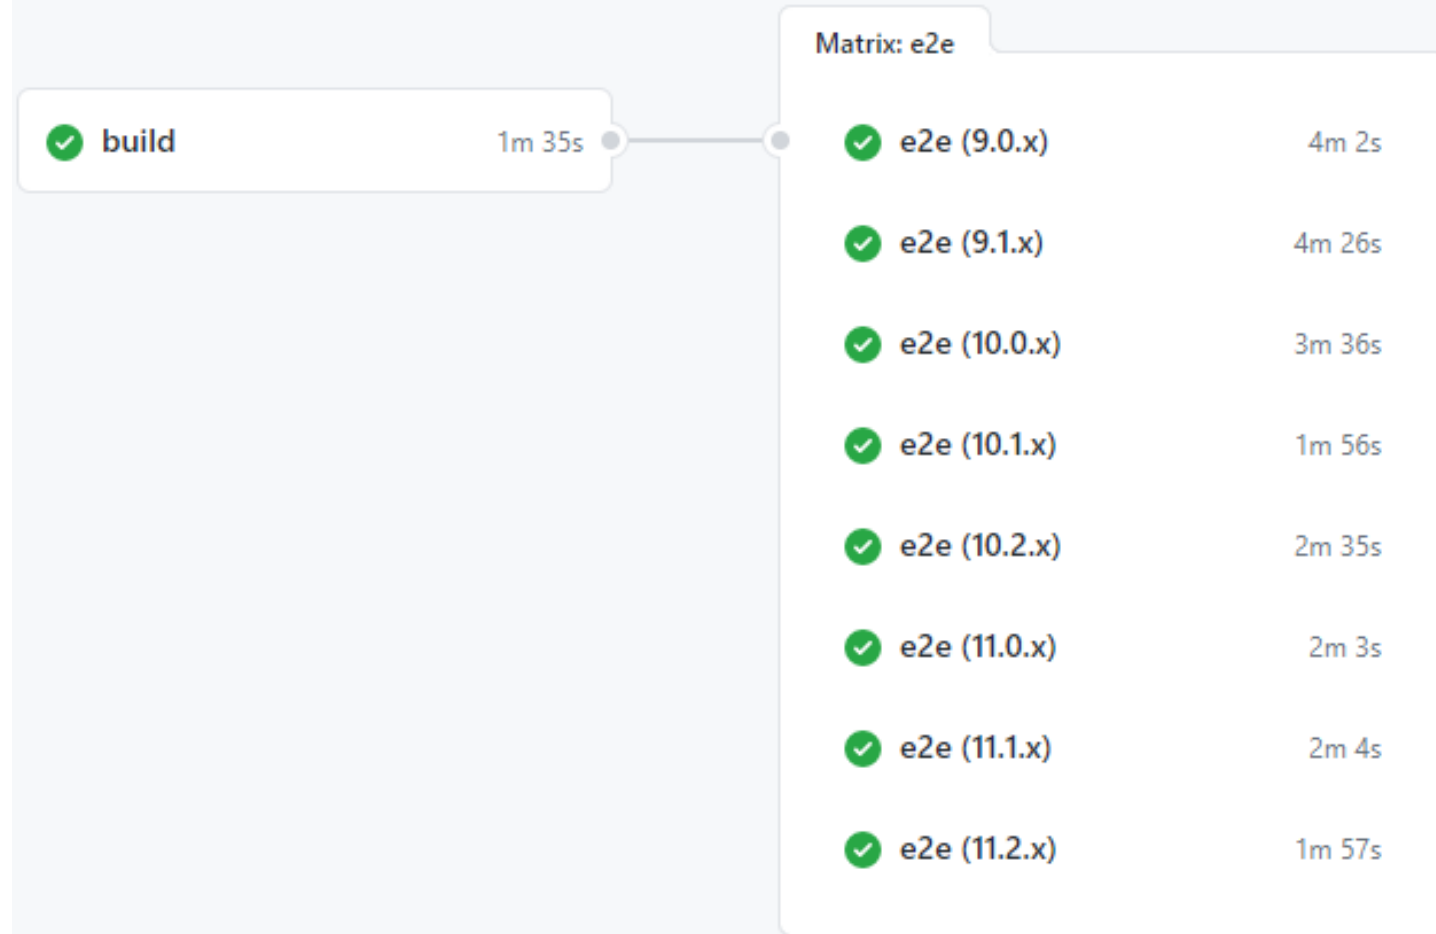 Matrix: e2e
build 1m 35s
e2e (9.0.x) 4m 2s
e2e (9.1.x) 4m 26s
e2e (10.0.x) 3m 36s
e2e (10.1.x) 1m 56s
e2e (10.2.x) 2m 35s
e2e (11.0.x) 2m 3s
e2e (11.1.x) 2m 4s
e2e (11.2.x) 1m 57s